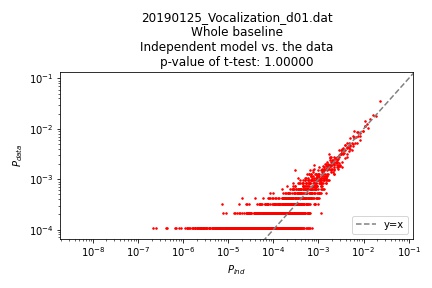 20190125_Vocalization_d01.dat
Whole baseline
Independent model vs. the data
p-value of t-test: 1.00000
10⁻¹
10⁻²
10⁻³
10⁻⁴
P_data
y=x
10⁻⁸ 10⁻⁷ 10⁻⁶ 10⁻⁵ 10⁻⁴ 10⁻³ 10⁻² 10⁻¹
P_ind